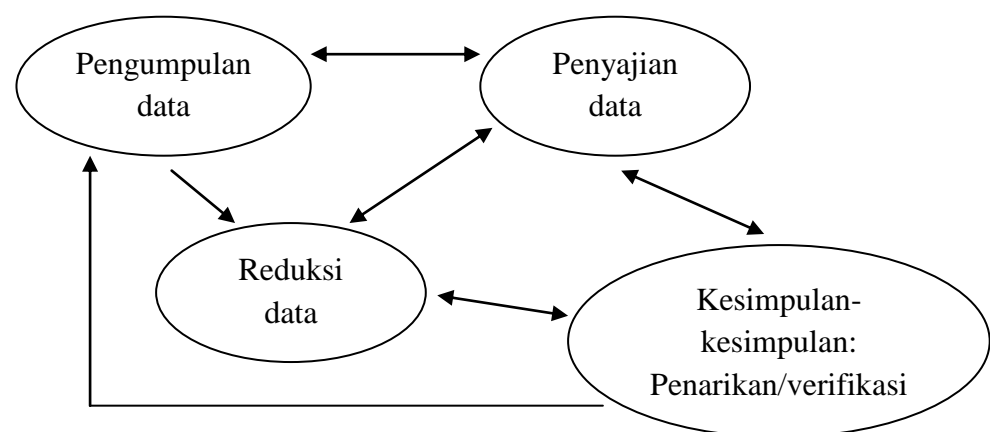 Pengumpulan
data
Penyajian
data
Reduksi
data
Kesimpulan-
kesimpulan:
Penarikan/verifikasi